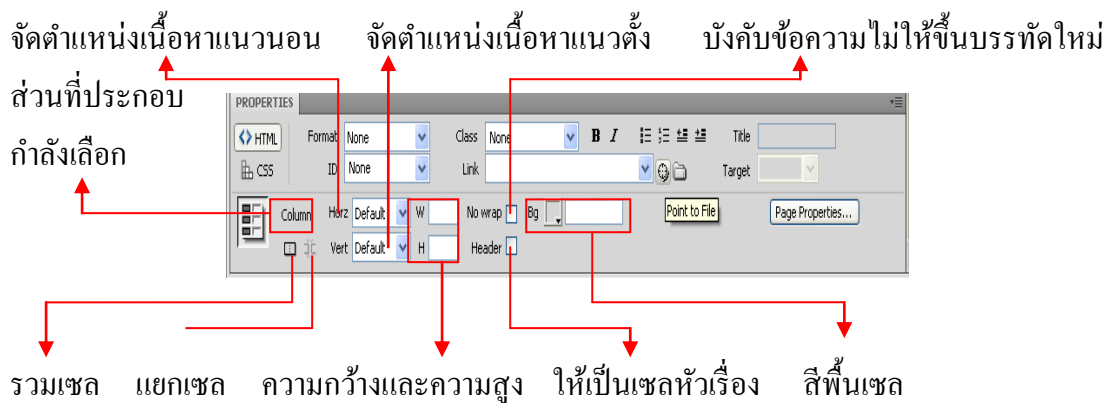 จัดตำแหน่งเนื้อหาแนวนอน จัดตำแหน่งเนื้อหาแนวตั้ง บังคับข้อความไม่ให้ขึ้นบรรทัดใหม่
ส่วนที่ประกอบ
กำลังเลือก
PROPERTIES
<> HTML Format None Class None B I Title
CSS ID None Link Target
Column Horz Default W No wrap Bg Point to File Page Properties...
Vert Default H Header
รวมเซล แยกเซล ความกว้างและความสูง ให้เป็นเซลหัวเรื่อง สีพื้นเซล